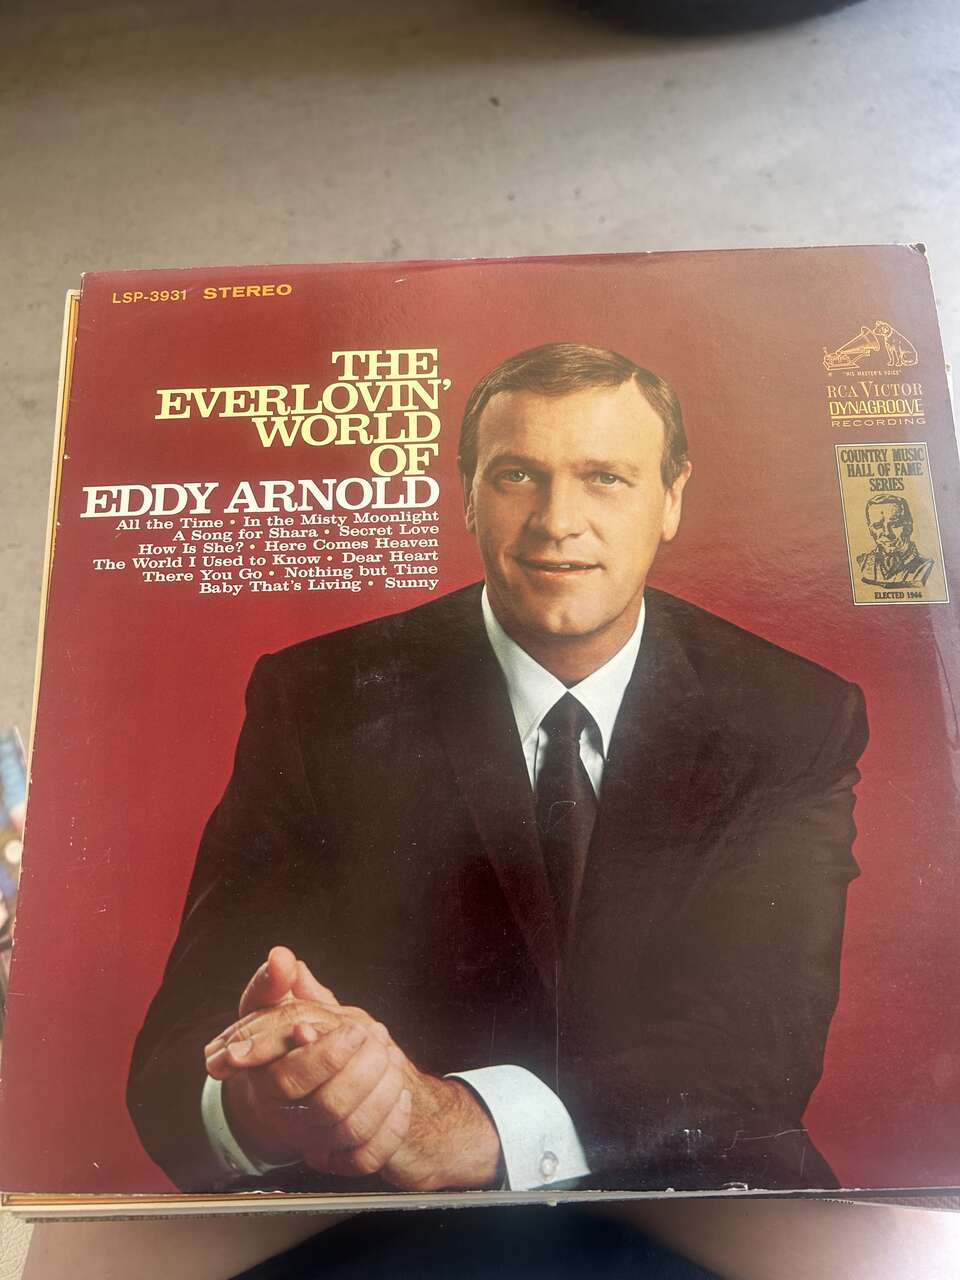 LSP-3931 STEREO
THE
EVERLOVIN'
WORLD
OF
EDDY ARNOLD
All the Time • In the Misty Moonlight
A Song for Shara • Secret Love
How Is She? • Here Comes Heaven
The World I Used to Know • Dear Heart
There You Go • Nothing but Time
Baby That's Living • Sunny
"HIS MASTER'S VOICE"
RCA VICTOR
DYNAGROOVE
RECORDING
COUNTRY MUSIC
HALL OF FAME
SERIES
ELECTED 1966